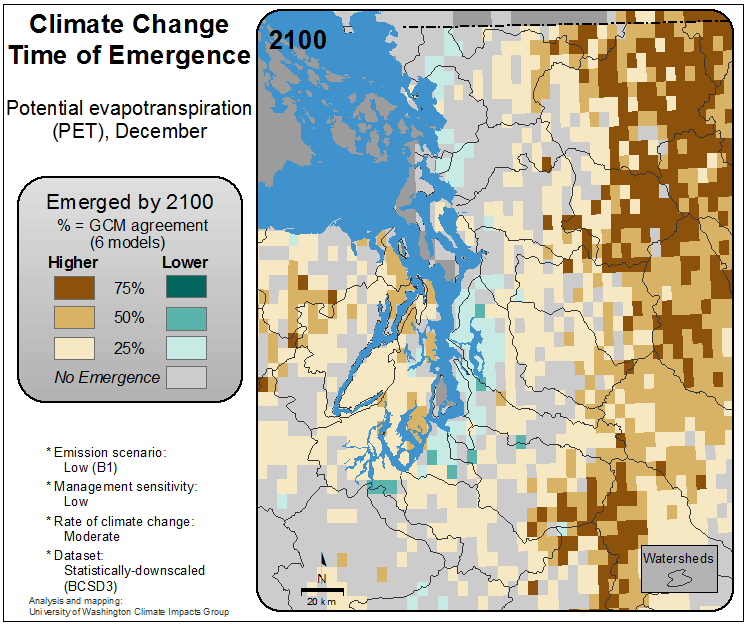 Climate Change
Time of Emergence
Potential evapotranspiration
(PET), December
Emerged by 2100
% = GCM agreement
(6 models)
Higher Lower
75%
50%
25%
No Emergence
* Emission scenario:
Low (B1)
* Management sensitivity:
Low
* Rate of climate change:
Moderate
* Dataset:
Statistically-downscaled
(BCSD3)
Analysis and mapping:
University of Washington Climate Impacts Group
2100
N
20 km
Watersheds